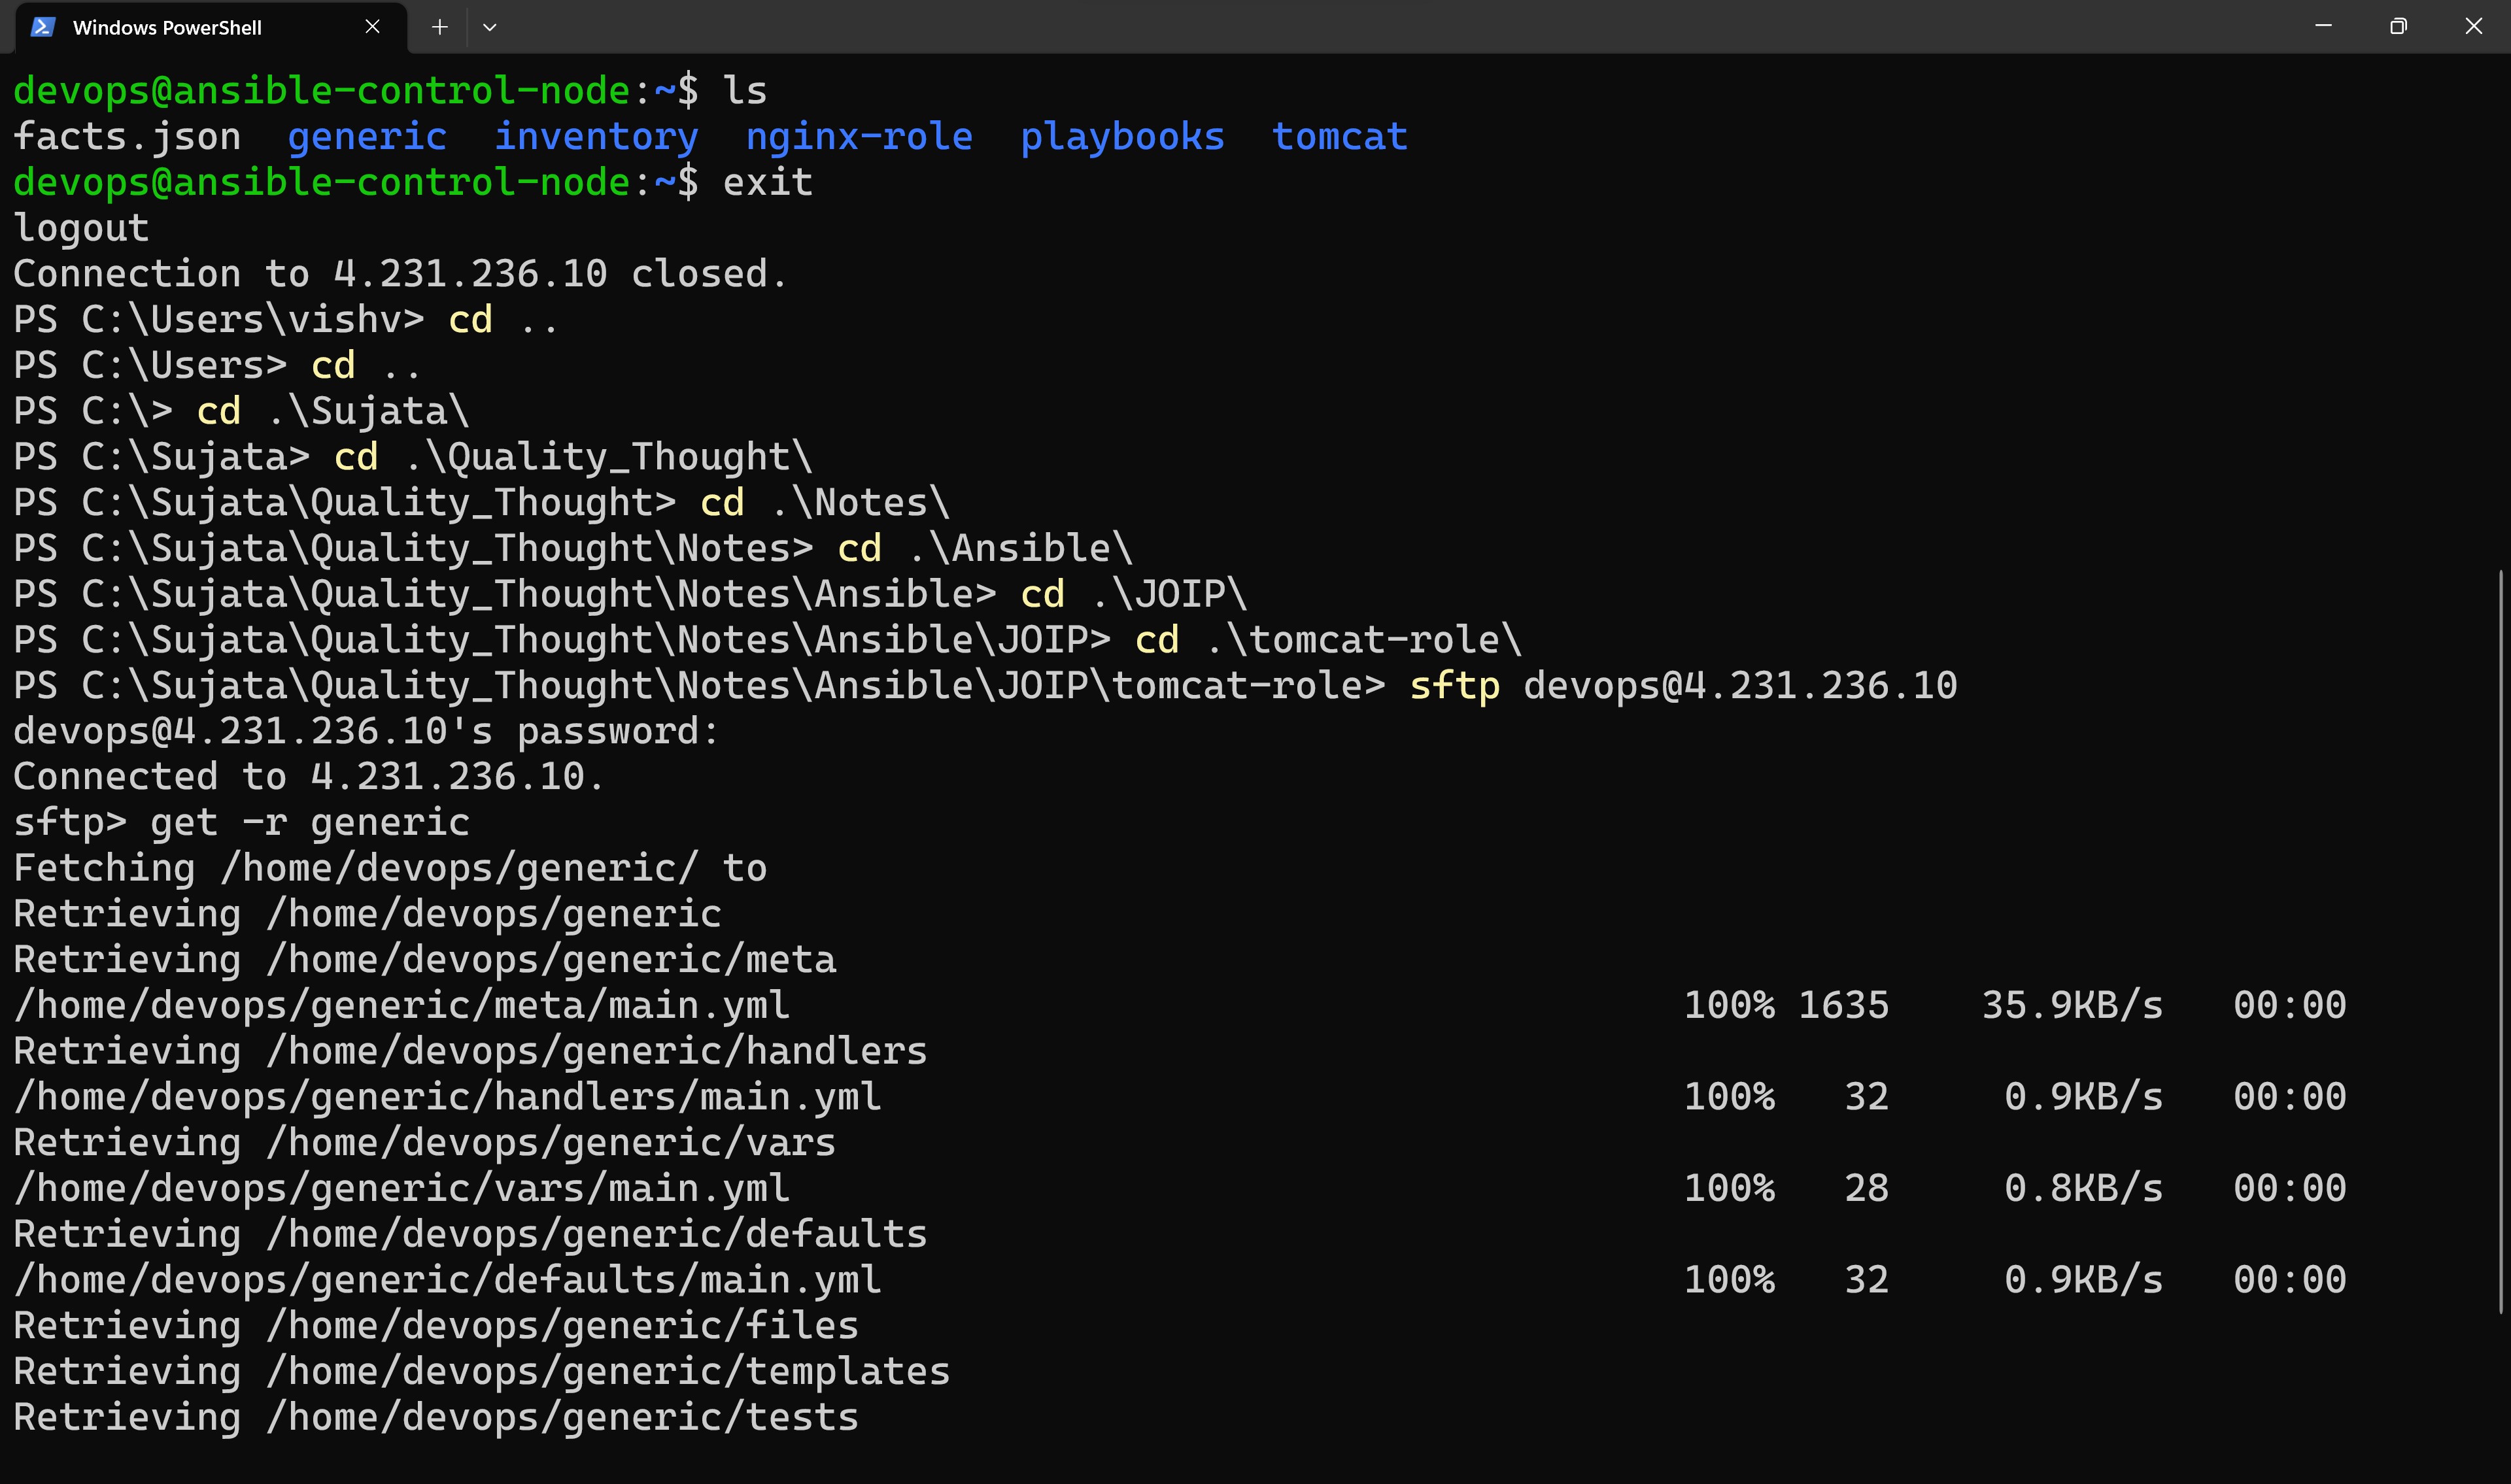 Windows PowerShell
devops@ansible-control-node:~$ ls
facts.json  generic  inventory  nginx-role  playbooks  tomcat
devops@ansible-control-node:~$ exit
logout
Connection to 4.231.236.10 closed.
PS C:\Users\vishv> cd ..
PS C:\Users> cd ..
PS C:\> cd .\Sujata\
PS C:\Sujata> cd .\Quality_Thought\
PS C:\Sujata\Quality_Thought> cd .\Notes\
PS C:\Sujata\Quality_Thought\Notes> cd .\Ansible\
PS C:\Sujata\Quality_Thought\Notes\Ansible> cd .\JOIP\
PS C:\Sujata\Quality_Thought\Notes\Ansible\JOIP> cd .\tomcat-role\
PS C:\Sujata\Quality_Thought\Notes\Ansible\JOIP\tomcat-role> sftp devops@4.231.236.10
devops@4.231.236.10's password:
Connected to 4.231.236.10.
sftp> get -r generic
Fetching /home/devops/generic/ to
Retrieving /home/devops/generic
Retrieving /home/devops/generic/meta
/home/devops/generic/meta/main.yml 100% 1635 35.9KB/s 00:00
Retrieving /home/devops/generic/handlers
/home/devops/generic/handlers/main.yml 100% 32 0.9KB/s 00:00
Retrieving /home/devops/generic/vars
/home/devops/generic/vars/main.yml 100% 28 0.8KB/s 00:00
Retrieving /home/devops/generic/defaults
/home/devops/generic/defaults/main.yml 100% 32 0.9KB/s 00:00
Retrieving /home/devops/generic/files
Retrieving /home/devops/generic/templates
Retrieving /home/devops/generic/tests